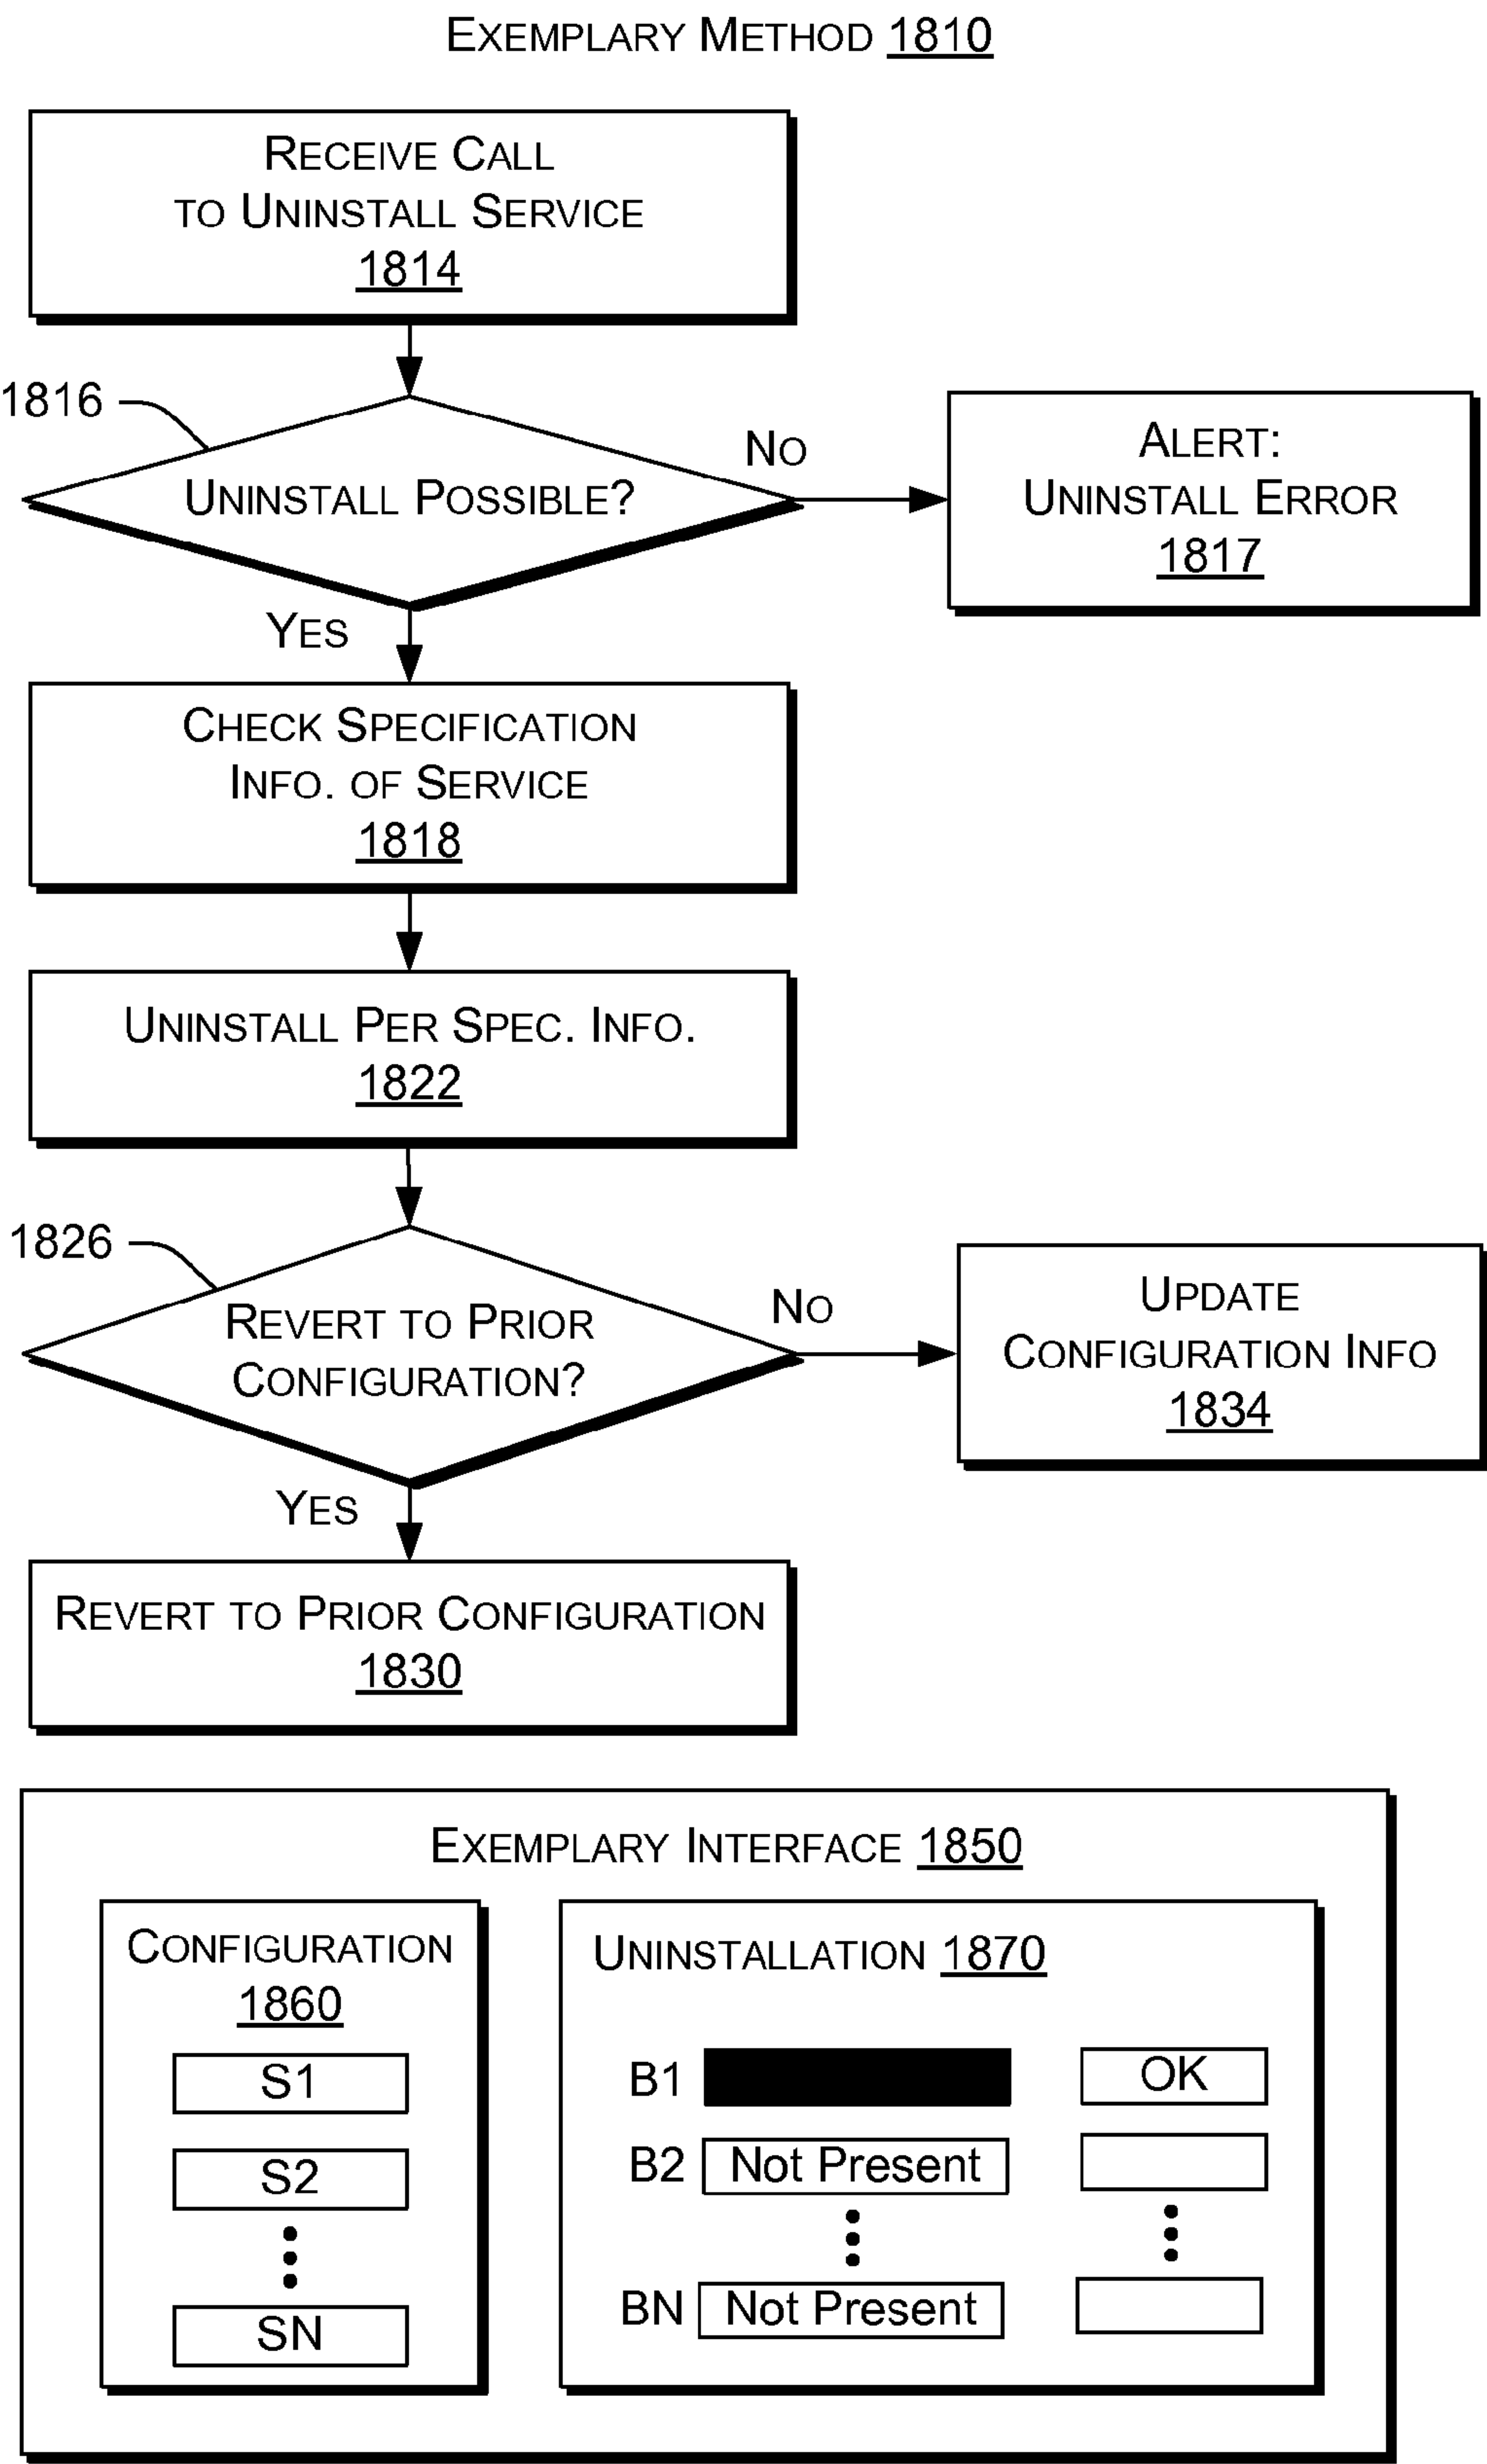 EXEMPLARY METHOD 1810
RECEIVE CALL
TO UNINSTALL SERVICE
1814
1816
UNINSTALL POSSIBLE?
NO
ALERT:
UNINSTALL ERROR
1817
YES
CHECK SPECIFICATION
INFO. OF SERVICE
1818
UNINSTALL PER SPEC. INFO.
1822
1826
REVERT TO PRIOR
CONFIGURATION?
NO
UPDATE
CONFIGURATION INFO
1834
YES
REVERT TO PRIOR CONFIGURATION
1830
EXEMPLARY INTERFACE 1850
CONFIGURATION
1860
S1
S2
SN
UNINSTALLATION 1870
B1 OK
B2 Not Present
BN Not Present